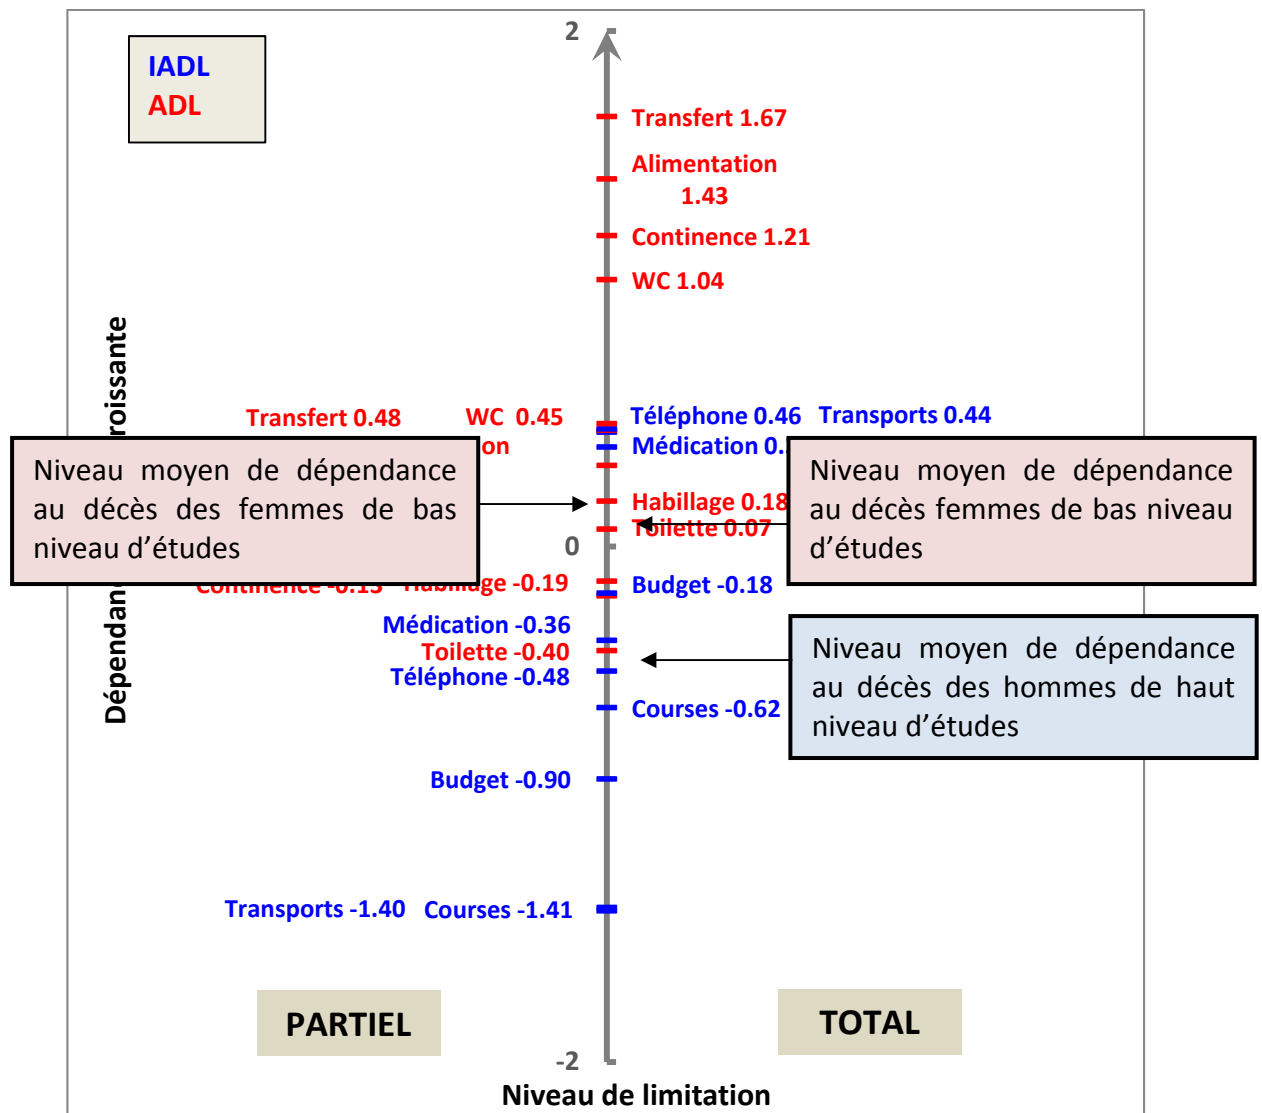 2
IADL
ADL
Transfert 1.67
Alimentation
1.43
Continence 1.21
WC 1.04
Transfert 0.48 WC 0.45 Téléphone 0.46 Transports 0.44
Médication 0.
Niveau moyen de dépendance
au décès des femmes de bas
niveau d'études
Niveau moyen de dépendance
au décès femmes de bas niveau
d'études
Habillage 0.18
Toilette 0.07
0
Habillage -0.19 Budget -0.18
Médication -0.36
Toilette -0.40
Téléphone -0.48
Courses -0.62
Niveau moyen de dépendance
au décès des hommes de haut
niveau d'études
Budget -0.90
Transports -1.40 Courses -1.41
PARTIEL
TOTAL
-2
Niveau de limitation